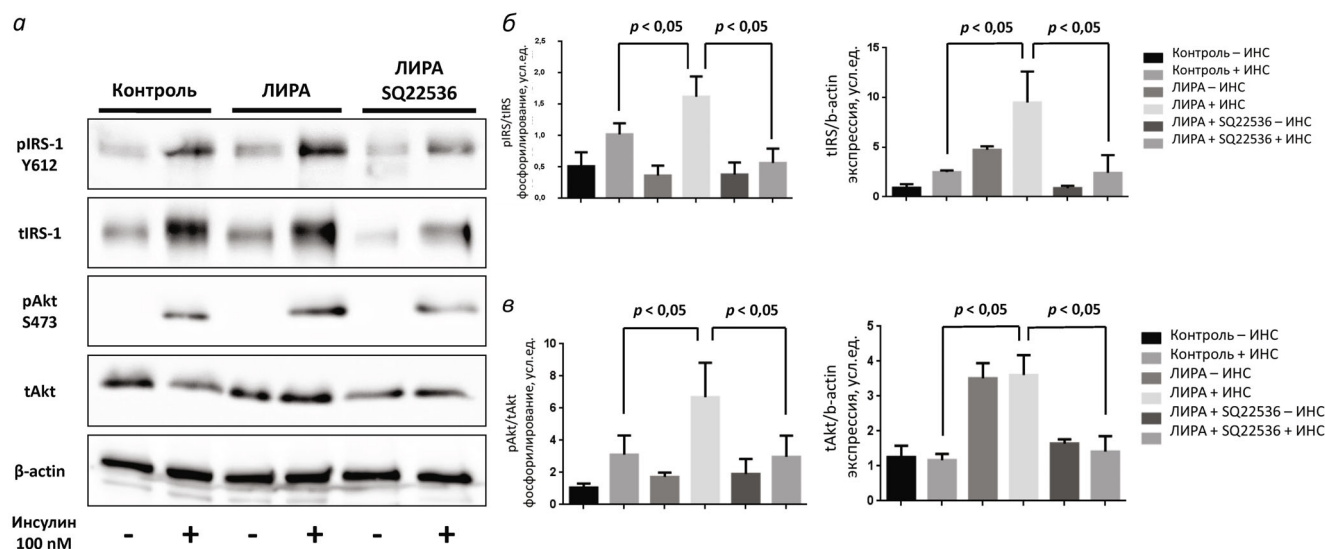 а
Контроль
ЛИРА
ЛИРА
SQ22536
pIRS-1
Y612
tIRS-1
pAkt
S473
tAkt
β-actin
Инсулин
100 nM
- + - + - +
б
p < 0,05
p < 0,05
2,0
1,5
1,0
0,5
0,0
pIRS/tIRS
фосфорилирование, усл.ед.
p < 0,05
p < 0,05
15
10
5
0
tIRS/b-actin
экспрессия, усл.ед.
Контроль – ИНС
Контроль + ИНС
ЛИРА – ИНС
ЛИРА + ИНС
ЛИРА + SQ22536 – ИНС
ЛИРА + SQ22536 + ИНС
в
p < 0,05
p < 0,05
10
8
6
4
2
0
pAkt/tAkt
фосфорилирование, усл.ед.
p < 0,05
p < 0,05
5
4
3
2
1
0
tAkt/b-actin
экспрессия, усл.ед.
Контроль – ИНС
Контроль + ИНС
ЛИРА – ИНС
ЛИРА + ИНС
ЛИРА + SQ22536 – ИНС
ЛИРА + SQ22536 + ИНС